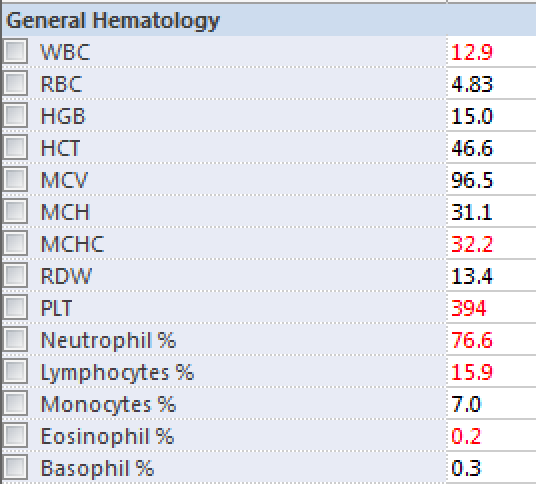 General Hematology
WBC 12.9
RBC 4.83
HGB 15.0
HCT 46.6
MCV 96.5
MCH 31.1
MCHC 32.2
RDW 13.4
PLT 394
Neutrophil % 76.6
Lymphocytes % 15.9
Monocytes % 7.0
Eosinophil % 0.2
Basophil % 0.3